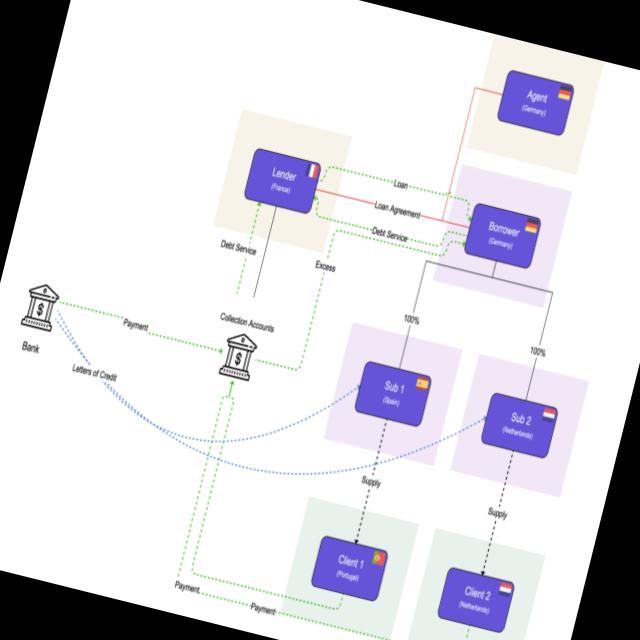 Agent
(Germany)
Lender
(France)
Loan
Loan Agreement
Debt Service
Borrower
(Germany)
Debt Service
Excess
Collection Accounts
$
$
Payment
Bank
Letters of Credit
100%
100%
Sub 1
(Spain)
Sub 2
(Netherlands)
Supply
Supply
Client 1
(Portugal)
Client 2
(Netherlands)
Payment
Payment